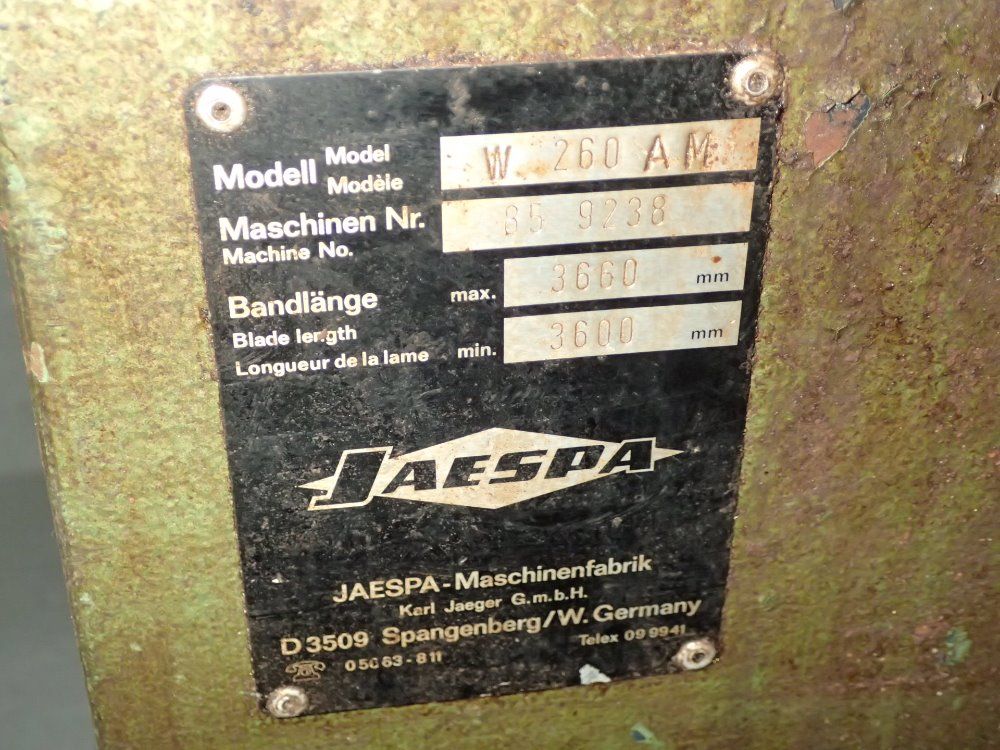 Modell Model Modèle W 260 AM
Maschinen Nr. 85 9238
Machine No.
Bandlänge max. 3660 mm
Blade length
Longueur de la lame min. 3600 mm
JAESPA
JAESPA-Maschinenfabrik
Karl Jaeger G.m.b.H.
D 3509 Spangenberg/W. Germany
05663-811 Telex 09 9941